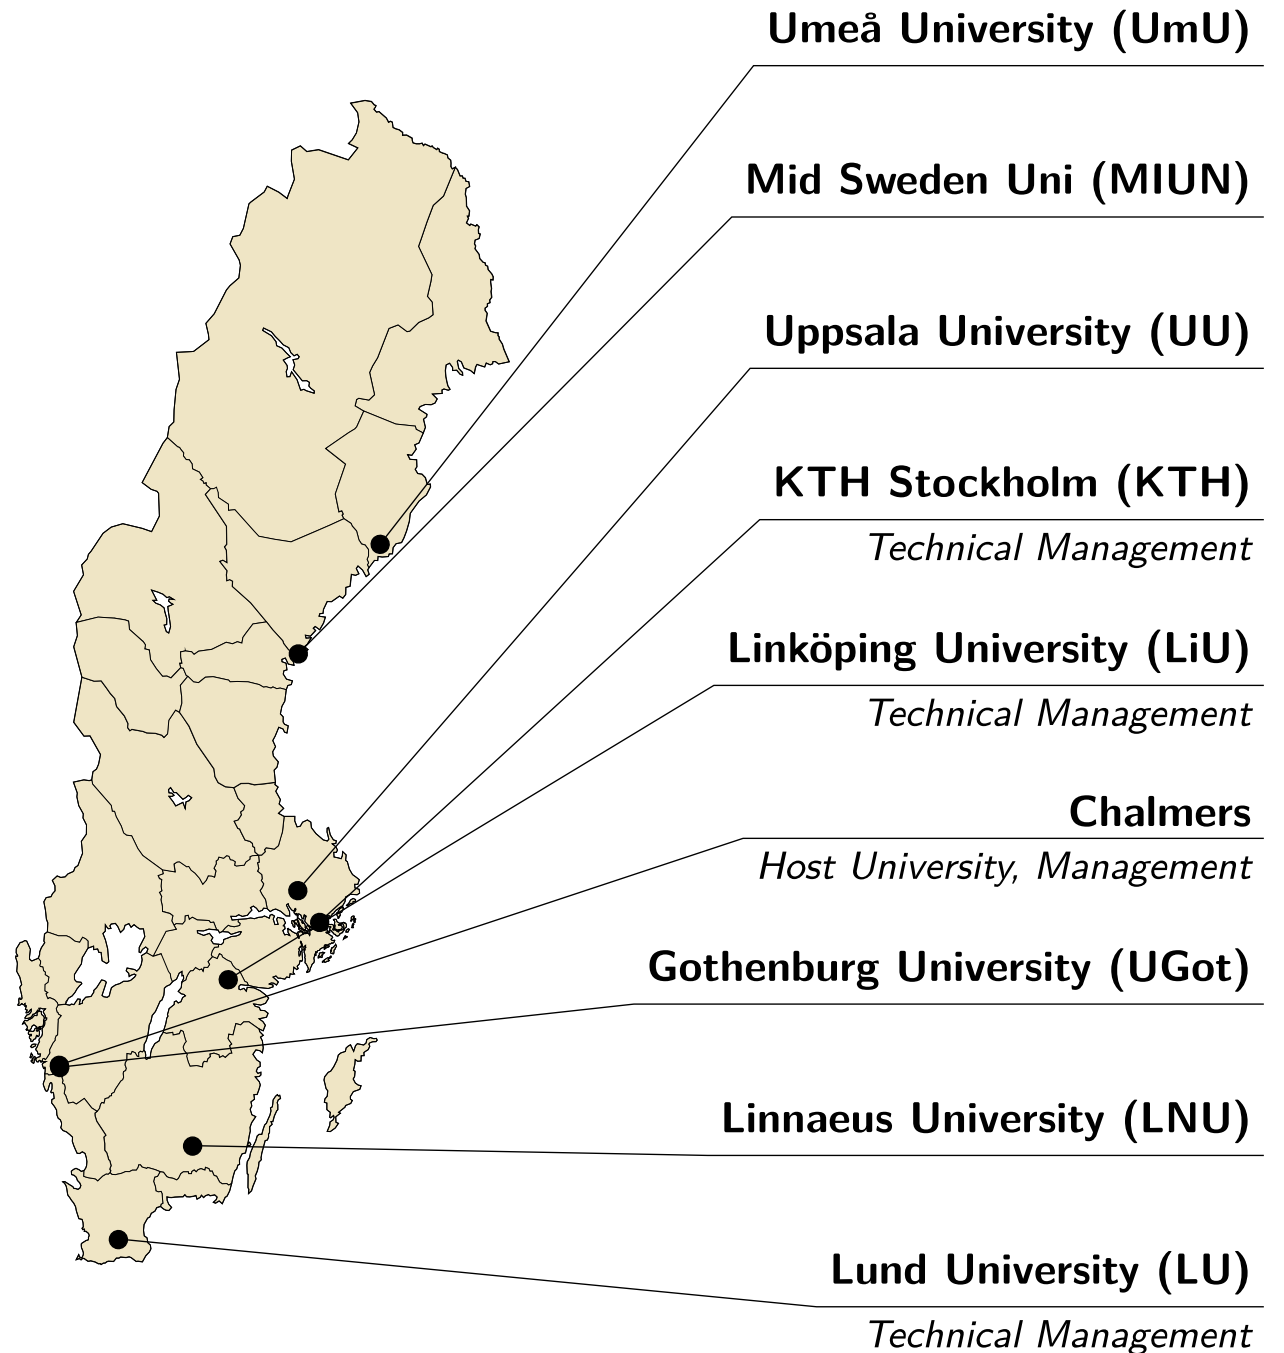 Umeå University (UmU)
Mid Sweden Uni (MIUN)
Uppsala University (UU)
KTH Stockholm (KTH)
Technical Management
Linköping University (LiU)
Technical Management
Chalmers
Host University, Management
Gothenburg University (UGot)
Linnaeus University (LNU)
Lund University (LU)
Technical Management